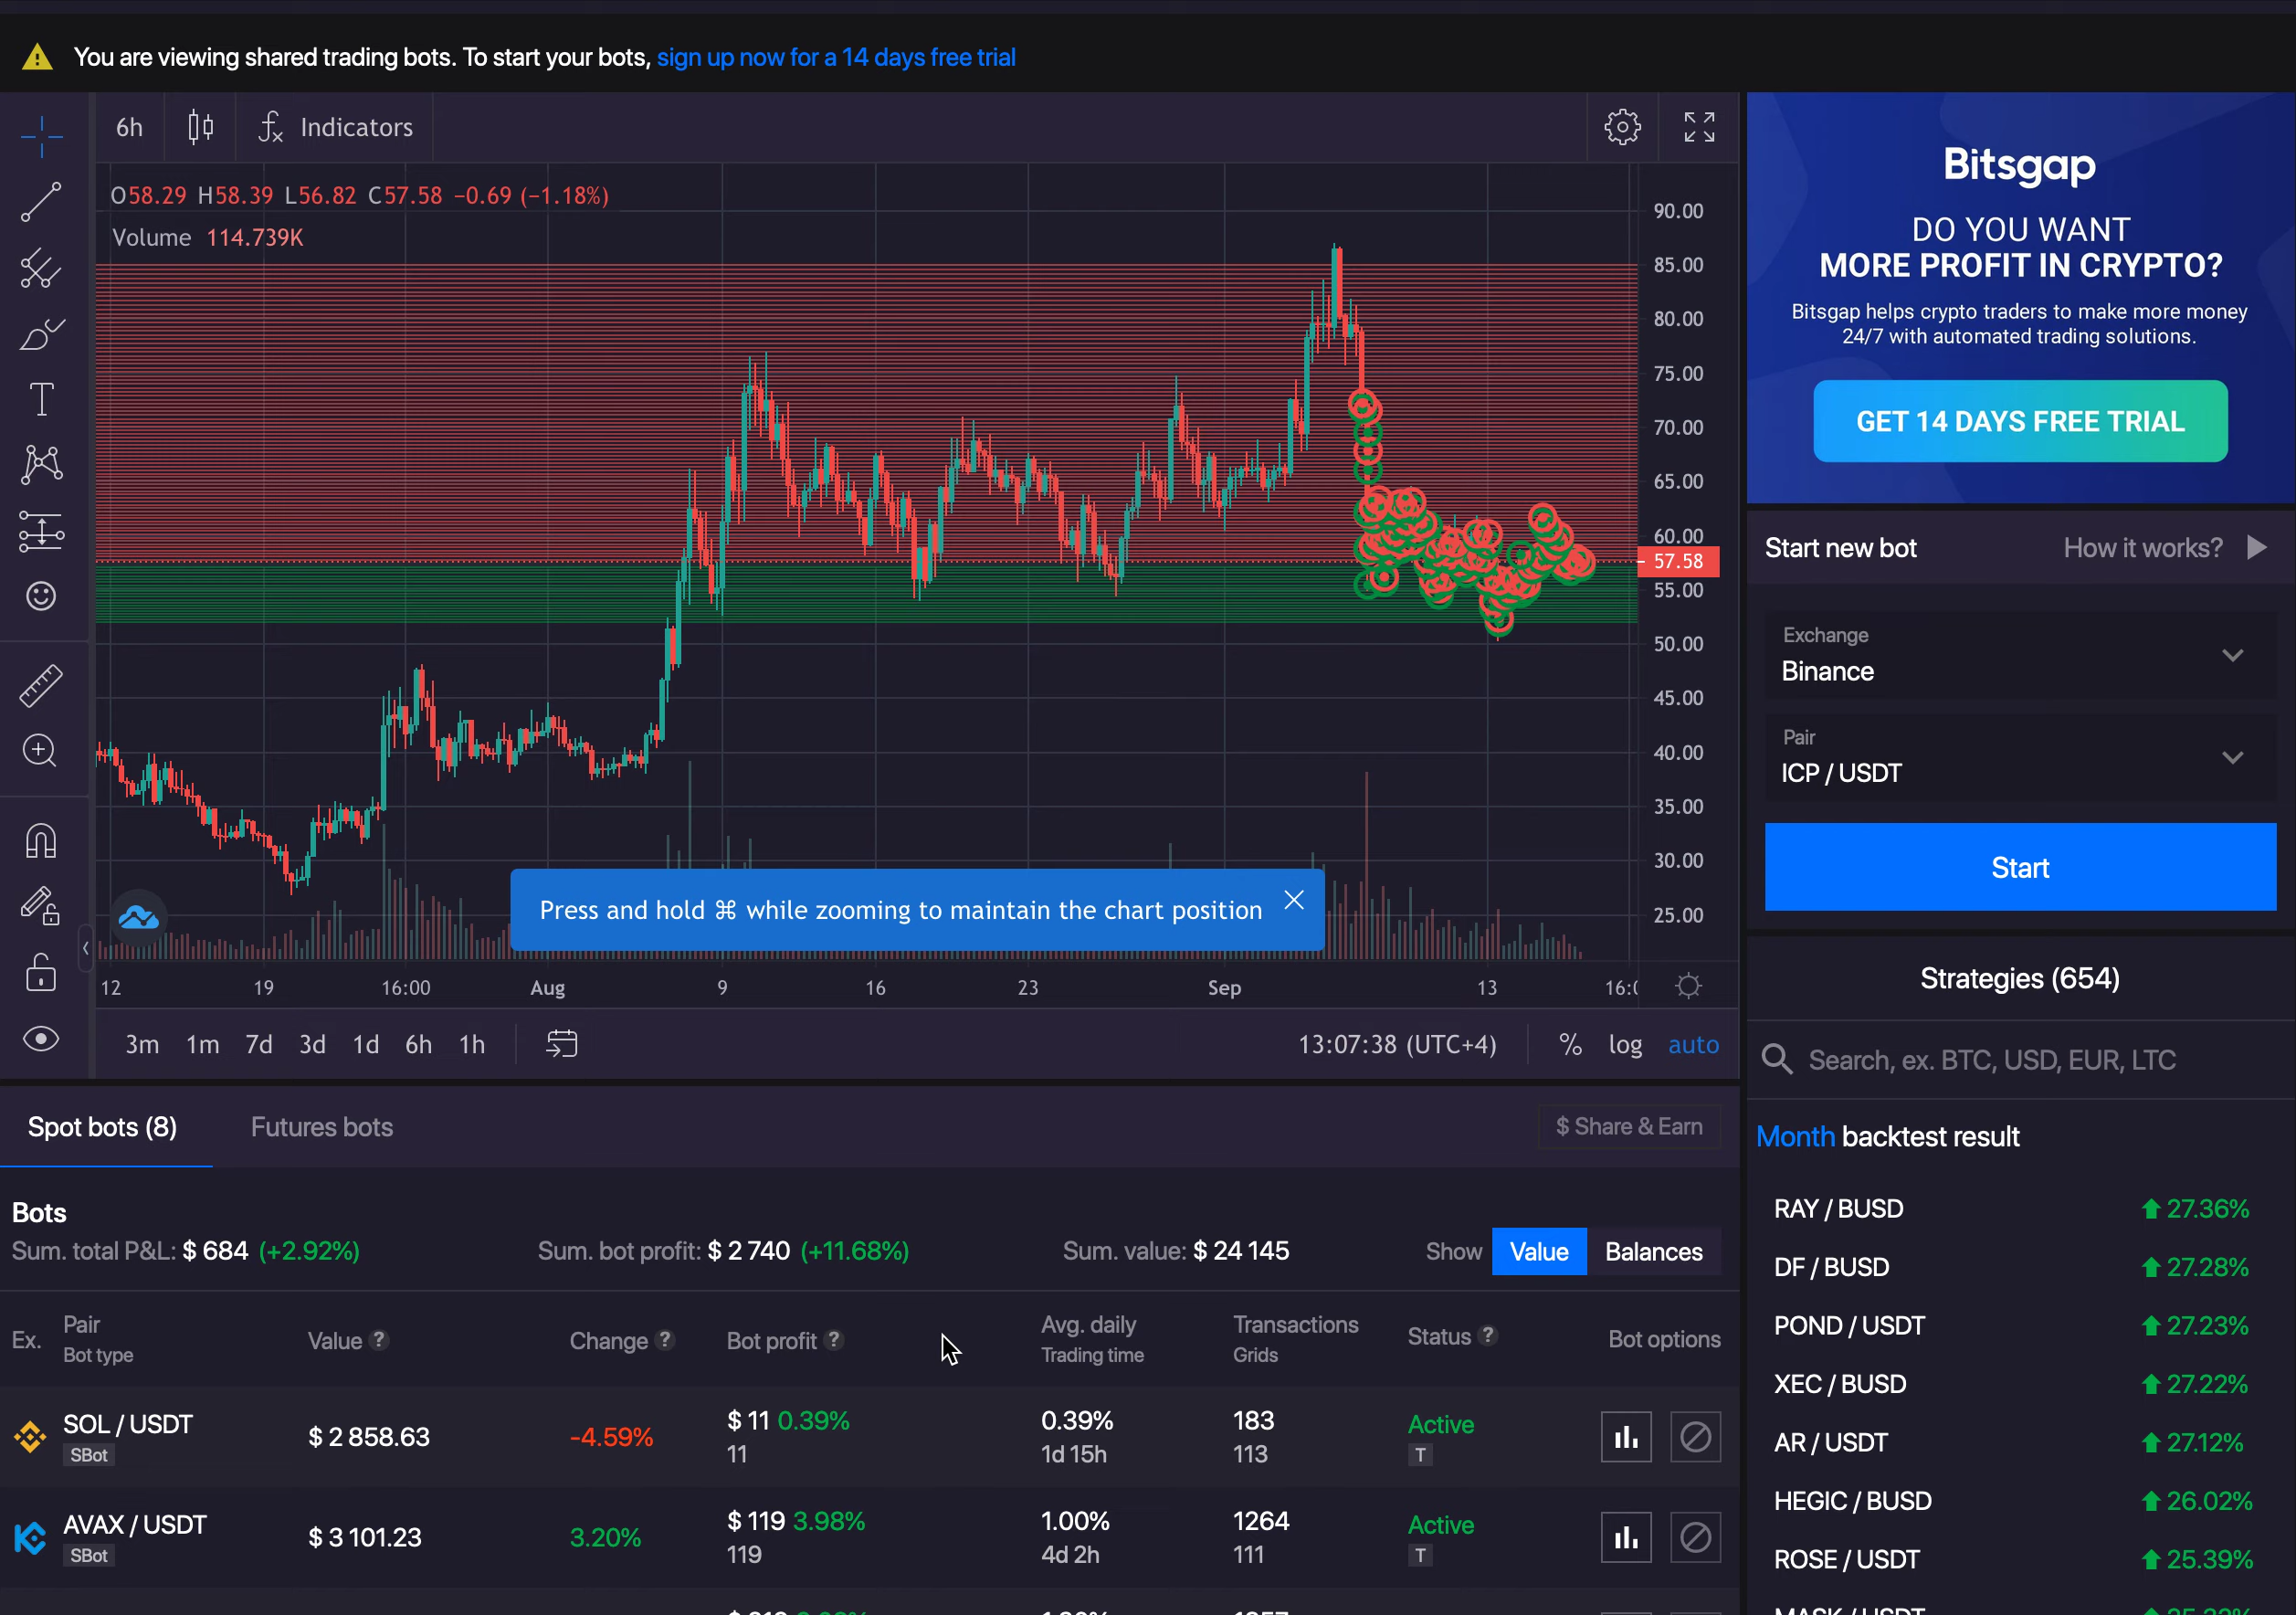 You are viewing shared trading bots. To start your bots, sign up now for a 14 days free trial
6h
Indicators
O58.29 H58.39 L56.82 C57.58 −0.69 (−1.18%)
Volume 114.739K
90.00
85.00
80.00
75.00
70.00
65.00
60.00
57.58
55.00
50.00
45.00
40.00
35.00
30.00
25.00
Press and hold ⌘ while zooming to maintain the chart position
12 19 16:00 Aug 9 16 23 Sep 13
3m 1m 7d 3d 1d 6h 1h
13:07:38 (UTC+4) % log auto
Bitsgap
DO YOU WANT
MORE PROFIT IN CRYPTO?
Bitsgap helps crypto traders to make more money
24/7 with automated trading solutions.
GET 14 DAYS FREE TRIAL
Start new bot How it works?
Exchange
Binance
Pair
ICP / USDT
Start
Strategies (654)
Search, ex. BTC, USD, EUR, LTC
Month backtest result
RAY / BUSD 27.36%
DF / BUSD 27.28%
POND / USDT 27.23%
XEC / BUSD 27.22%
AR / USDT 27.12%
HEGIC / BUSD 26.02%
ROSE / USDT 25.39%
Spot bots (8) Futures bots $ Share & Earn
Bots
Sum. total P&L: $ 684 (+2.92%) Sum. bot profit: $ 2 740 (+11.68%) Sum. value: $ 24 145 Show Value Balances
Ex. Pair Value ? Change ? Bot profit ? Avg. daily Transactions Status ? Bot options
Bot type Trading time Grids
SOL / USDT $ 2 858.63 -4.59% $ 11 0.39% 0.39% 183 Active
SBot 11 1d 15h 113 T
AVAX / USDT $ 3 101.23 3.20% $ 119 3.98% 1.00% 1264 Active
SBot 119 4d 2h 111 T